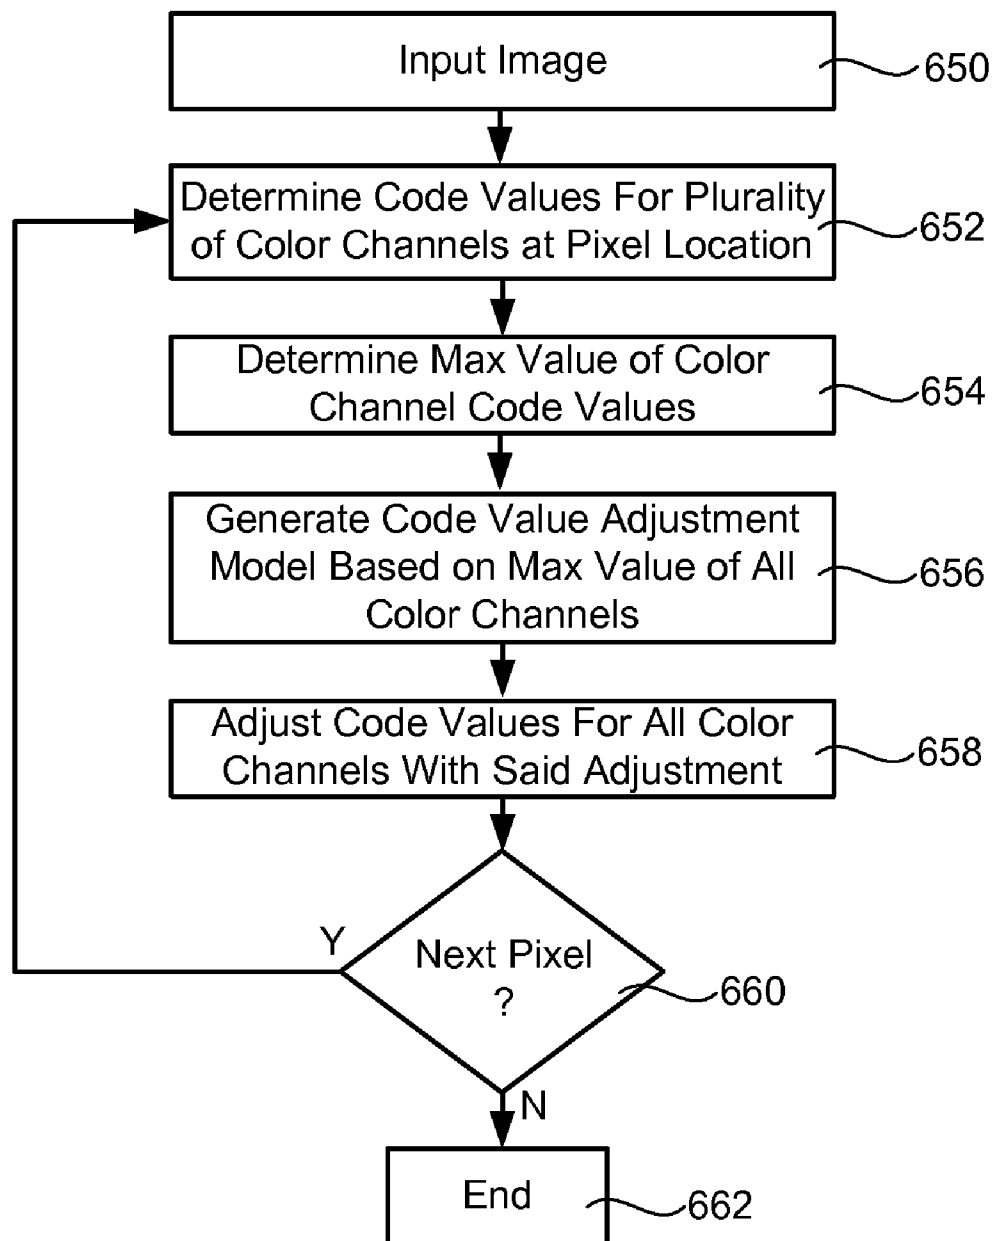 Input Image
650
Determine Code Values For Plurality
of Color Channels at Pixel Location
652
Determine Max Value of Color
Channel Code Values
654
Generate Code Value Adjustment
Model Based on Max Value of All
Color Channels
656
Adjust Code Values For All Color
Channels With Said Adjustment
658
Y
Next Pixel
?
660
N
End
662